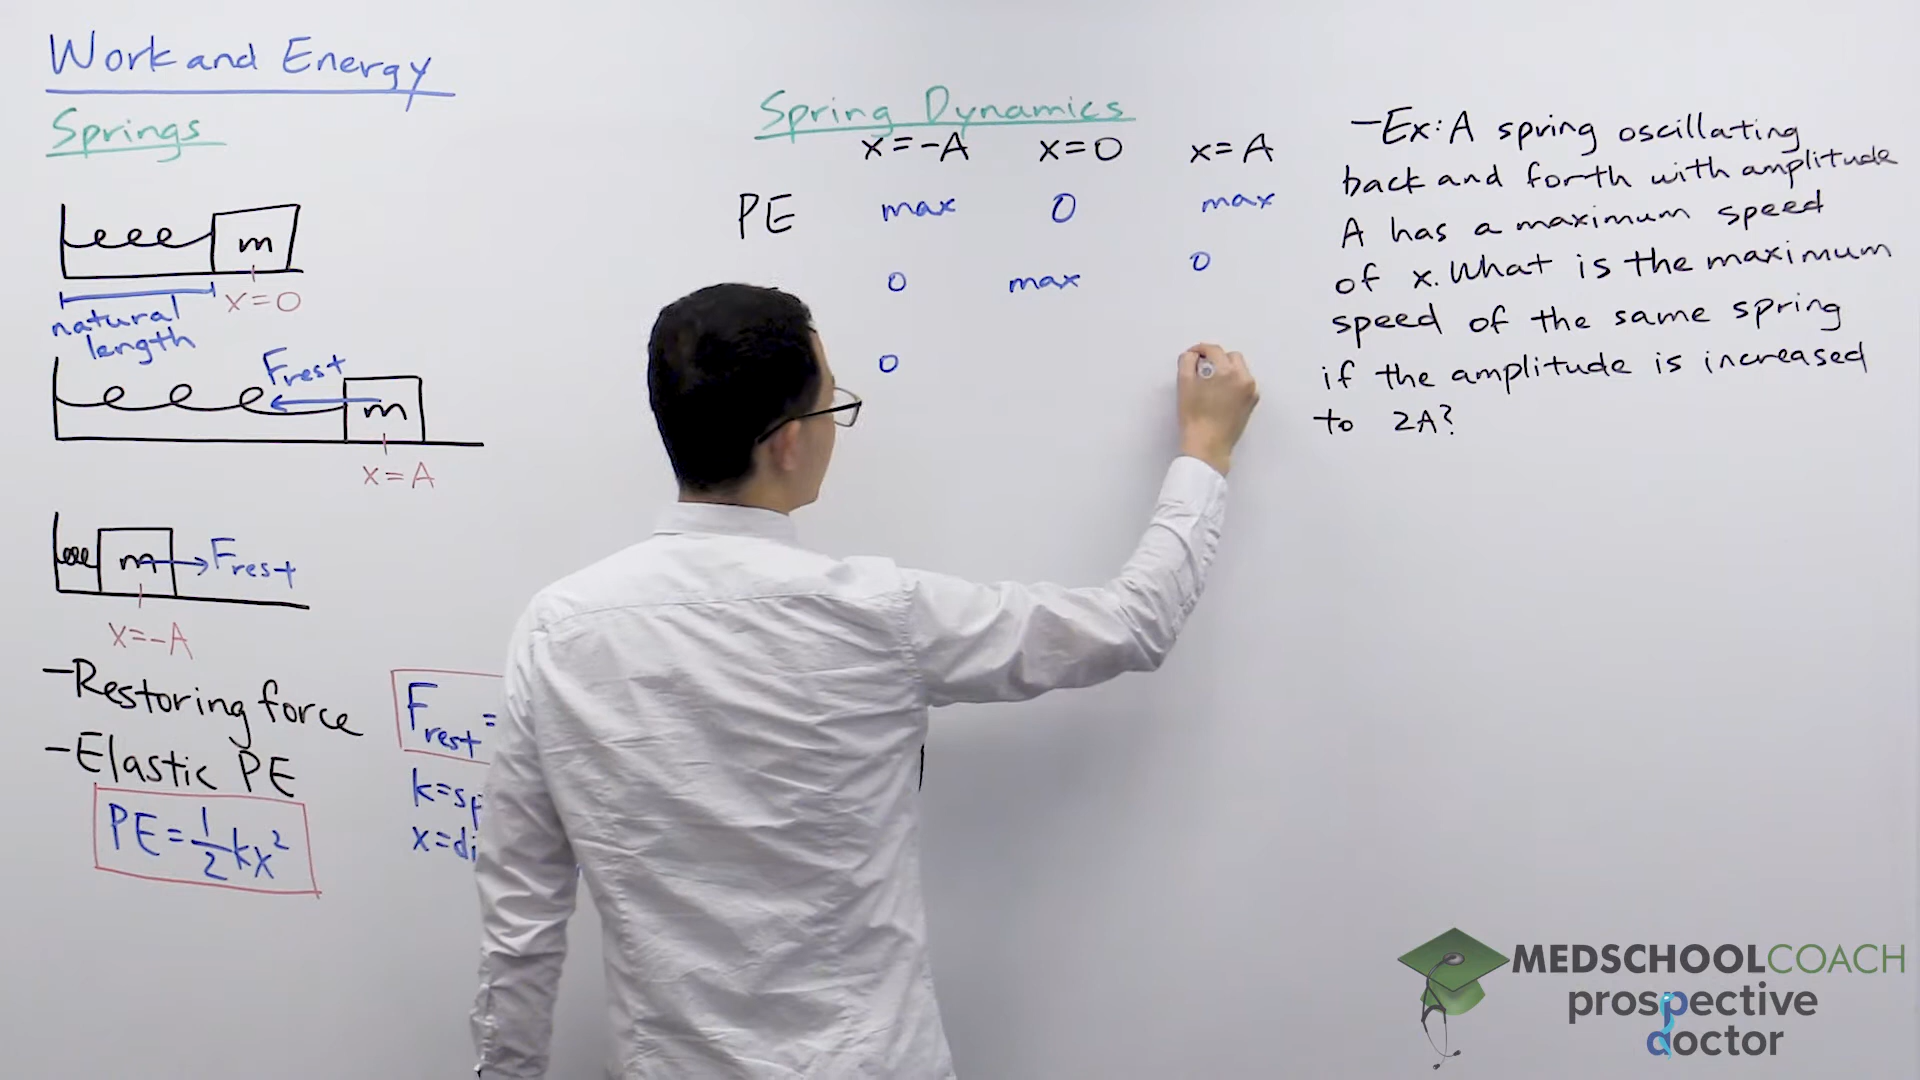 Work and Energy
Springs
m
x=0
natural
length
Frest
m
x=A
m
Frest
x=-A
-Restoring force
-Elastic PE
PE=1/2kx²
Frest=
x=
Spring Dynamics
x=-A x=0 x=A
PE max 0 max
0 max 0
0
-Ex: A spring oscillating
back and forth with amplitude
A has a maximum speed
of x. What is the maximum
speed of the same spring
if the amplitude is increased
to 2A?
MEDSCHOOLCOACH
prospective
doctor